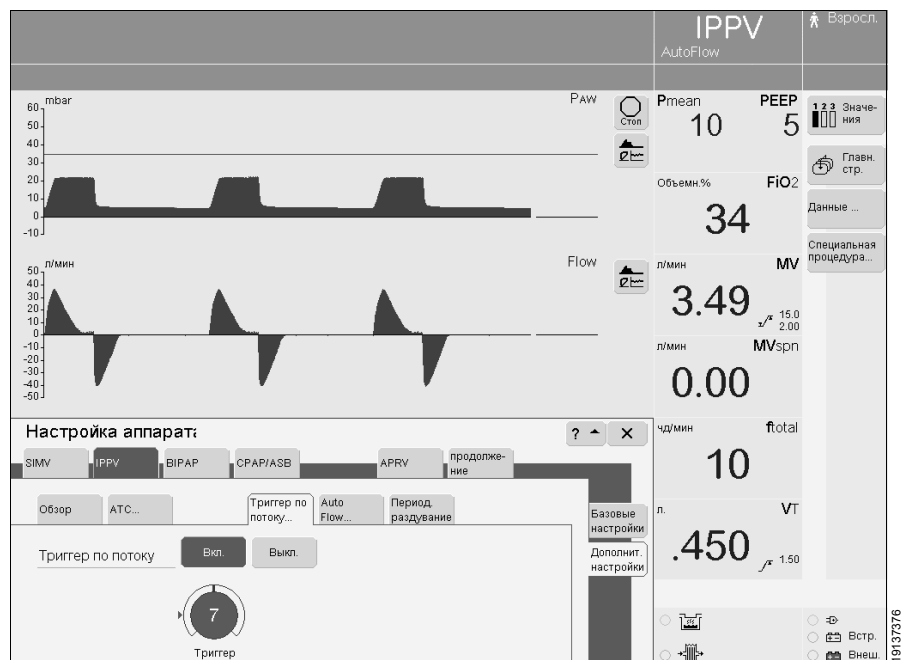 IPPV
AutoFlow
Взросл.
mbar
Paw
60
50
40
30
20
10
0
-10
Стоп
Pmean PEEP
10 5
1 2 3 Значе-
ния
Главн.
стр.
Данные ...
Специальная
процедура...
Объемн.% FiO2
34
л/мин
Flow
50
40
30
20
10
0
-10
-20
-30
-40
-50
л/мин MV
3.49
15.0
2.00
л/мин MVspn
0.00
Настройка аппарата
? ✕
SIMV IPPV BIPAP CPAP/ASB APRV продолже-
ние
чд/мин ftotal
10
Обзор ATC... Триггер по
потоку...
Auto
Flow...
Период.
раздувание
Базовые
настройки
Дополнит.
настройки
Триггер по потоку Вкл. Выкл.
7
Триггер
л. VT
.450
1.50
Встр.
Внеш.
19137376